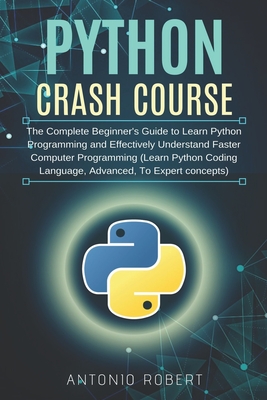 PYTHON
CRASH COURSE
The Complete Beginner's Guide to Learn Python
Programming and Effectively Understand Faster
Computer Programming (Learn Python Coding
Language, Advanced, To Expert concepts)
ANTONIO ROBERT